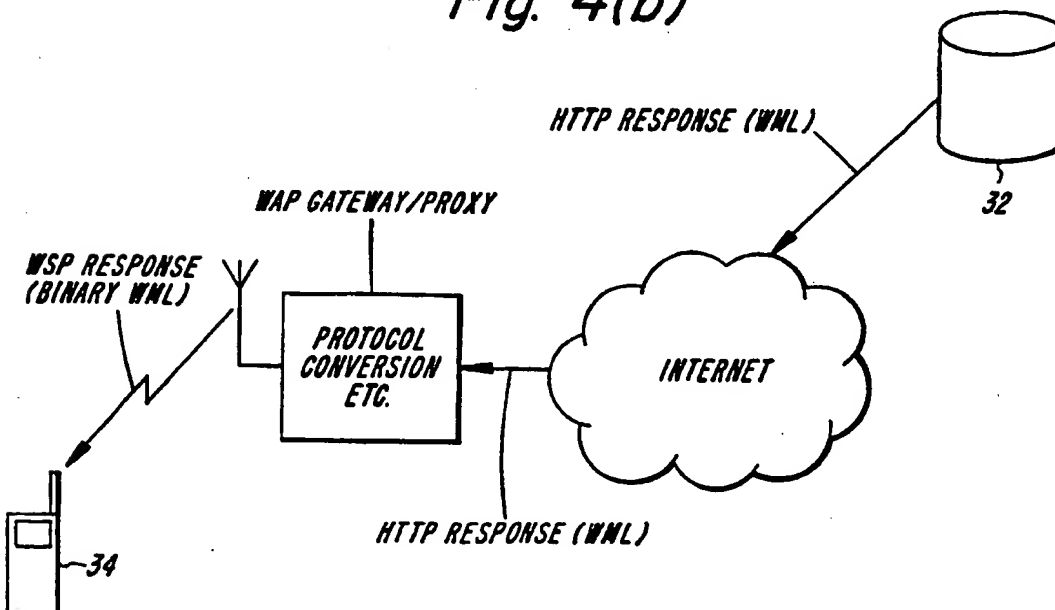 Fig. 4(b)
HTTP RESPONSE (WML)
32
WAP GATEWAY/PROXY
WSP RESPONSE
(BINARY WML)
PROTOCOL
CONVERSION
ETC.
INTERNET
HTTP RESPONSE (WML)
34